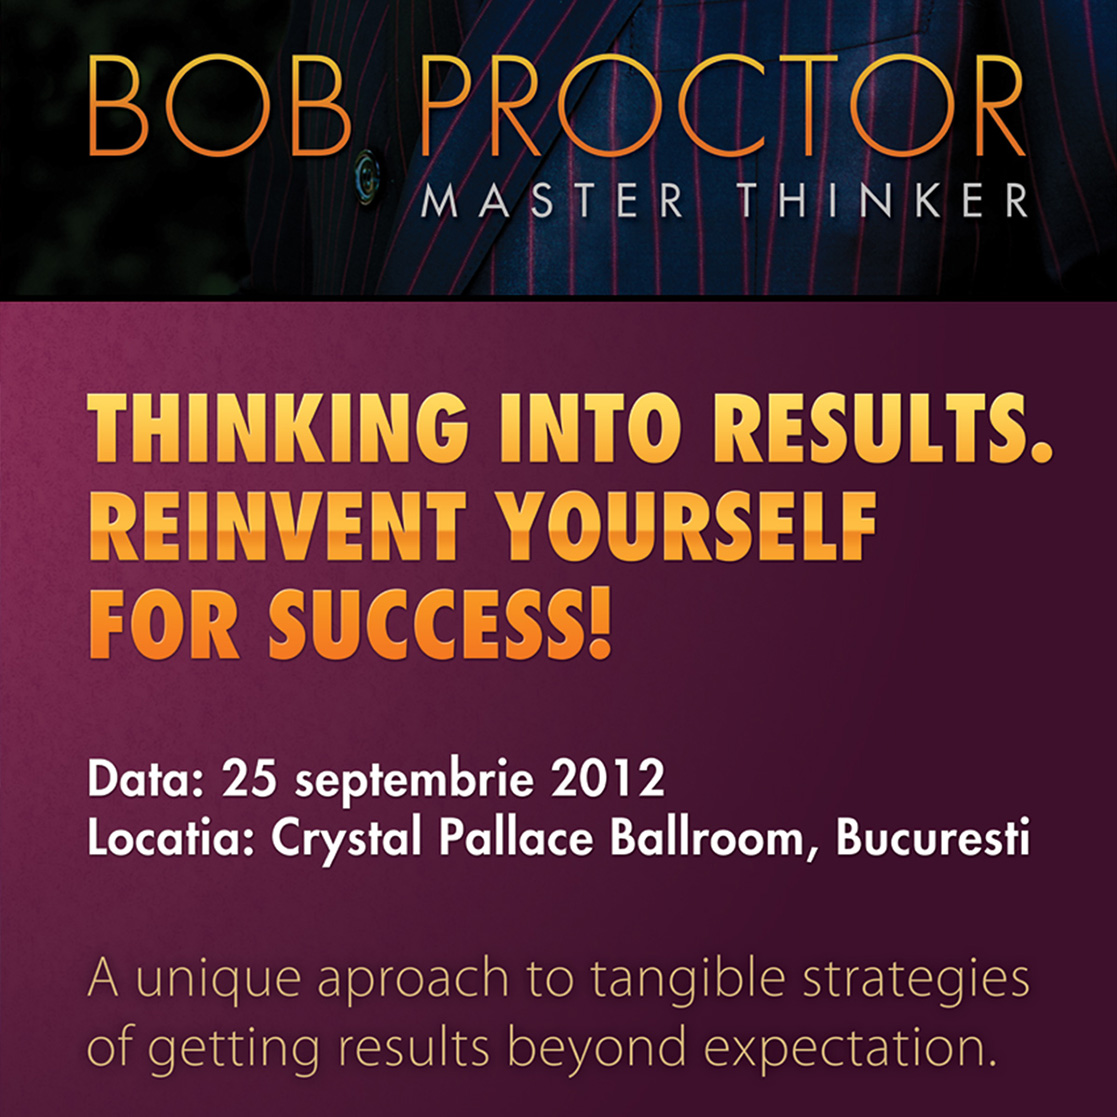 BOB PROCTOR
MASTER THINKER
THINKING INTO RESULTS.
REINVENT YOURSELF
FOR SUCCESS!
Data: 25 septembrie 2012
Locatia: Crystal Pallace Ballroom, Bucuresti
A unique aproach to tangible strategies
of getting results beyond expectation.